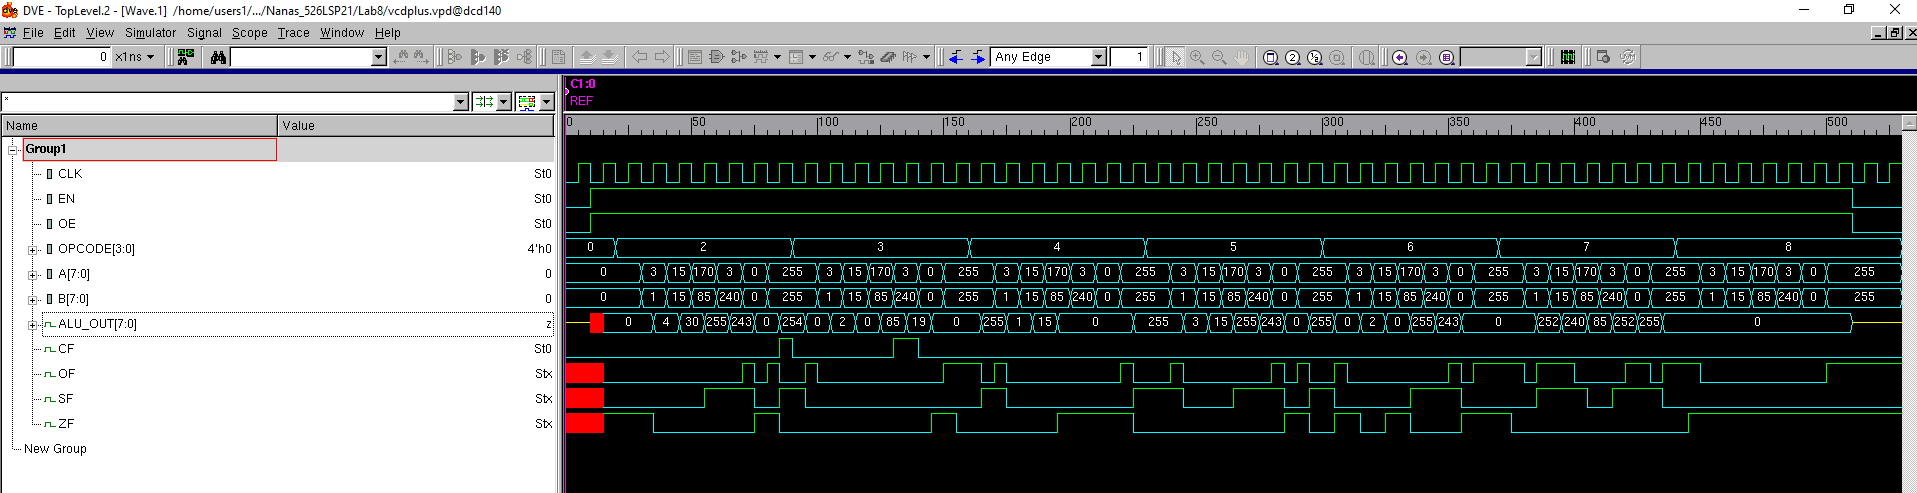 DVE - TopLevel.2 - [Wave.1] /home/users1/.../Nanas_526LSP21/Lab8/vcdplus.vpd@dcd140
File Edit View Simulator Signal Scope Trace Window Help
0 x1ns Any Edge 1
C1:0
REF
*
Name Value
0 50 100 150 200 250 300 350 400 450 500
Group1
CLK St0
EN St0
OE St0
OPCODE[3:0] 4'h0 0 2 3 4 5 6 7 8
A[7:0] 0 0 3 15 170 3 0 255 3 15 170 3 0 255 3 15 170 3 0 255 3 15 170 3 0 255 3 15 170 3 0 255 3 15 170 3 0 255 3 15 170 3 0 255
B[7:0] 0 0 1 15 85 240 0 255 1 15 85 240 0 255 1 15 85 240 0 255 1 15 85 240 0 255 1 15 85 240 0 255 1 15 85 240 0 255 1 15 85 240 0 255
ALU_OUT[7:0] z 0 4 30 255 243 0 254 0 2 0 85 19 0 255 1 15 0 255 3 15 255 243 0 255 0 2 0 255 243 0 252 240 85 252 255 0
CF St0
OF Stx
SF Stx
ZF Stx
New Group